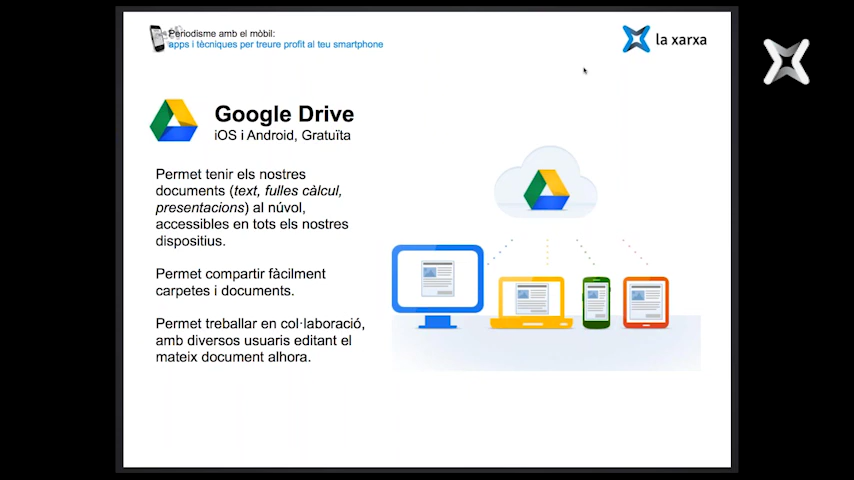 Periodisme amb el mòbil:
apps i tècniques per treure profit al teu smartphone
la xarxa
Google Drive
iOS i Android, Gratuïta
Permet tenir els nostres
documents (text, fulles càlcul,
presentacions) al núvol,
accessibles en tots els nostres
dispositius.
Permet compartir fàcilment
carpetes i documents.
Permet treballar en col·laboració,
amb diversos usuaris editant el
mateix document alhora.